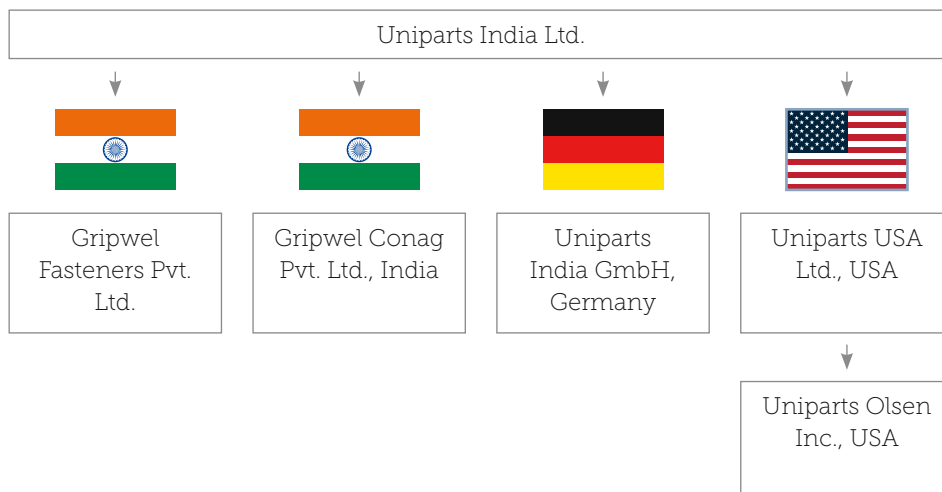 Uniparts India Ltd.
Gripwel
Fasteners Pvt.
Ltd.
Gripwel Conag
Pvt. Ltd., India
Uniparts
India GmbH,
Germany
Uniparts USA
Ltd., USA
Uniparts Olsen
Inc., USA